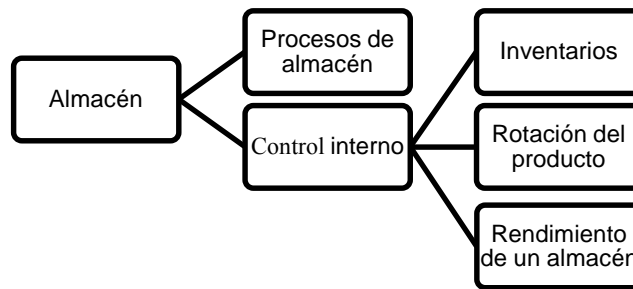 Almacén
Procesos de
almacén
Control interno
Inventarios
Rotación del
producto
Rendimiento
de un almacén